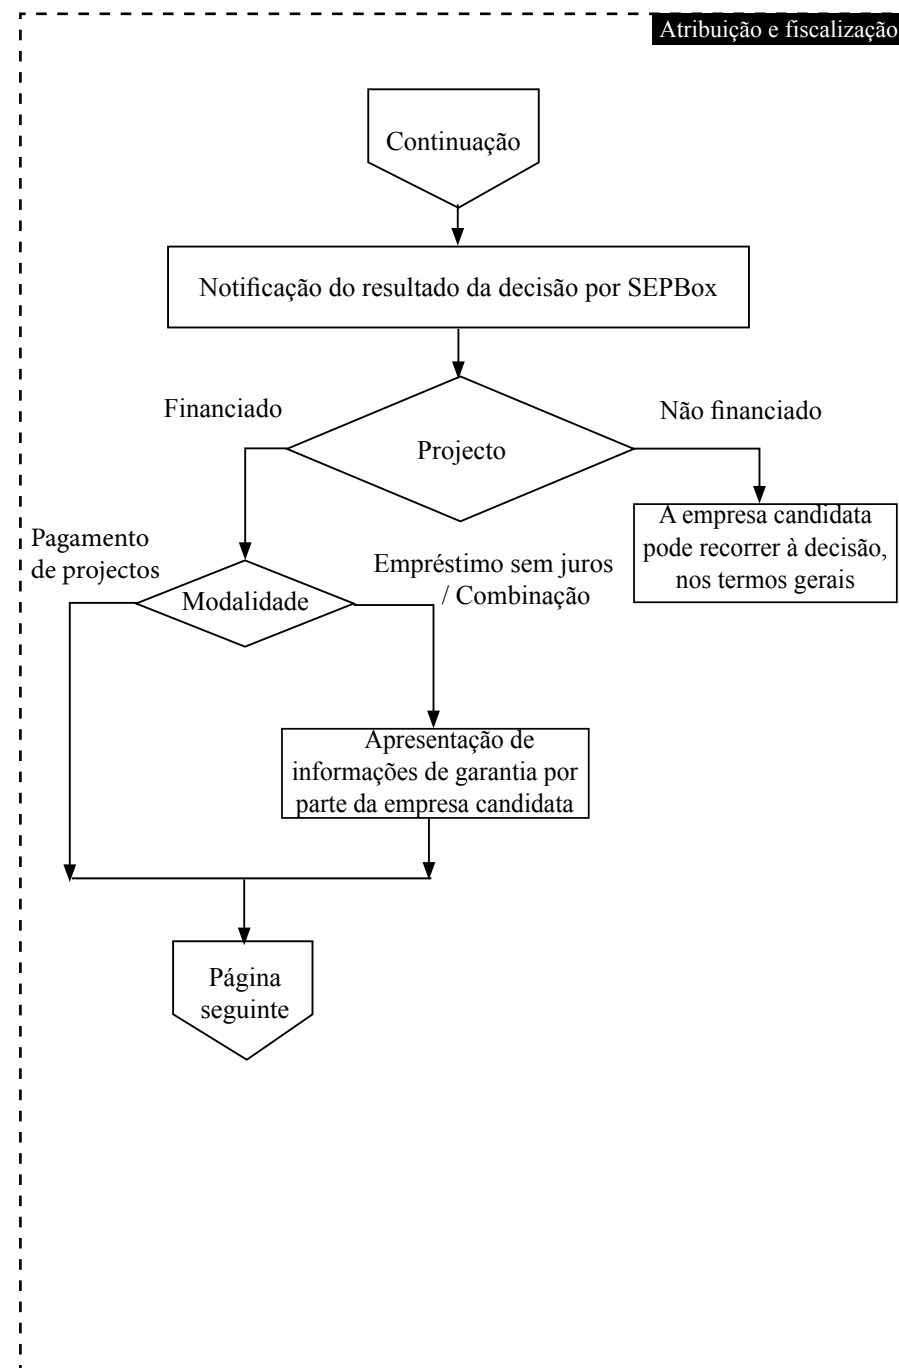 Atribuição e fiscalização
Continuação
Notificação do resultado da decisão por SEPBox
Financiado
Não financiado
Projecto
A empresa candidata
pode recorrer à decisão,
nos termos gerais
Pagamento
de projectos
Empréstimo sem juros
/ Combinação
Modalidade
Apresentação de
informações de garantia por
parte da empresa candidata
Página
seguinte